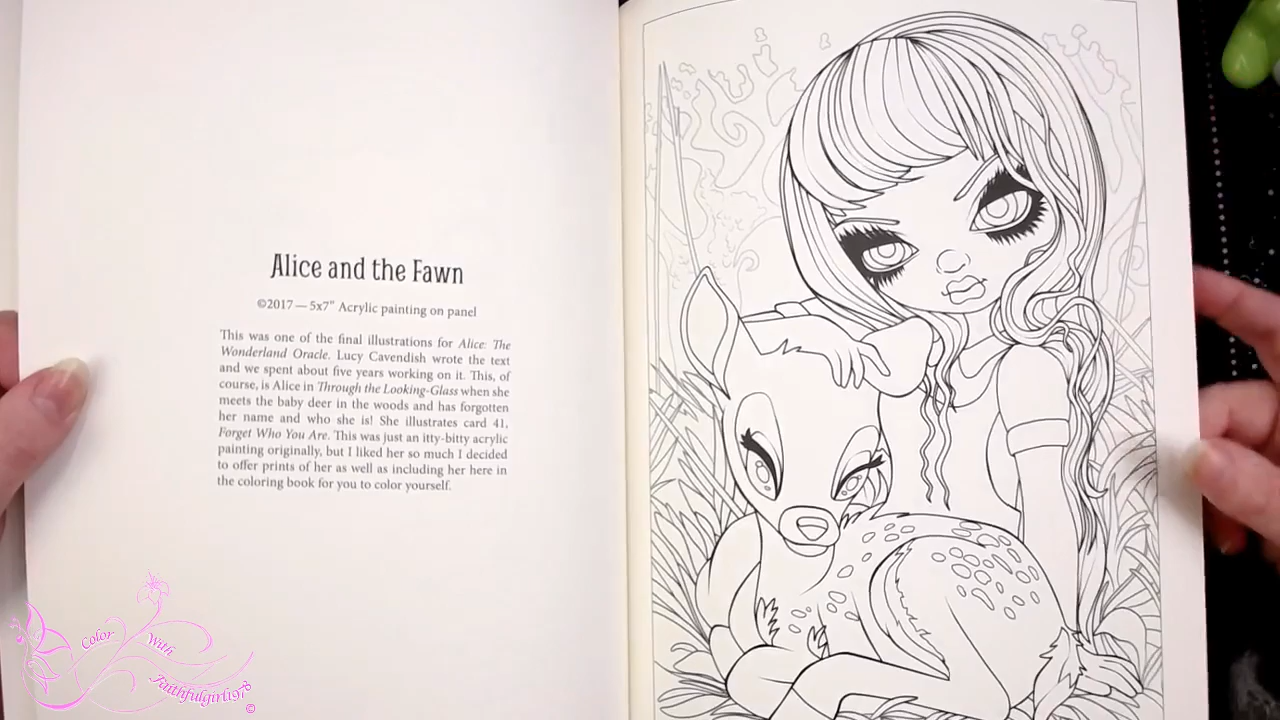 Alice and the Fawn
©2017 — 5x7" Acrylic painting on panel
This was one of the final illustrations for Alice: The
Wonderland Oracle. Lucy Cavendish wrote the text
and we spent about five years working on it. This, of
course, is Alice in Through the Looking-Glass when she
meets the baby deer in the woods and has forgotten
her name and who she is! She illustrates card 41,
Forget Who You Are. This was just an itty-bitty acrylic
painting originally, but I liked her so much I decided
to offer prints of her as well as including her here in
the coloring book for you to color yourself.
Color With
Faithfulgirl1978
©